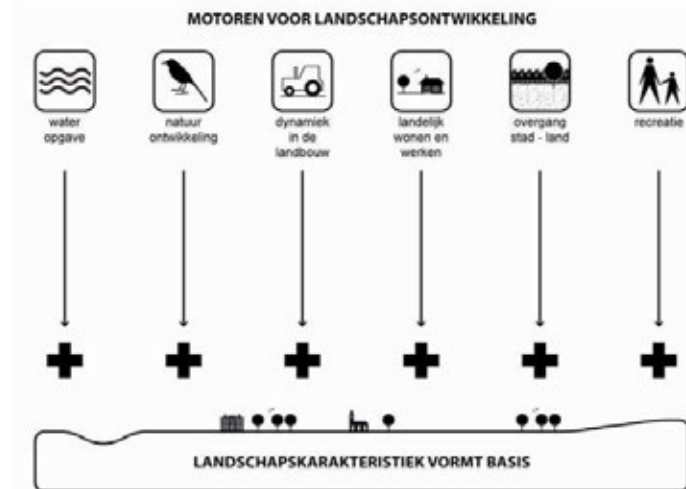 MOTOREN VOOR LANDSCHAPSONTWIKKELING
water
opgave
natuur
ontwikkeling
dynamiek
in de
landbouw
landelijk
wonen en
werken
overgang
stad - land
recreatie
LANDSCHAPSKARAKTERISTIEK VORMT BASIS